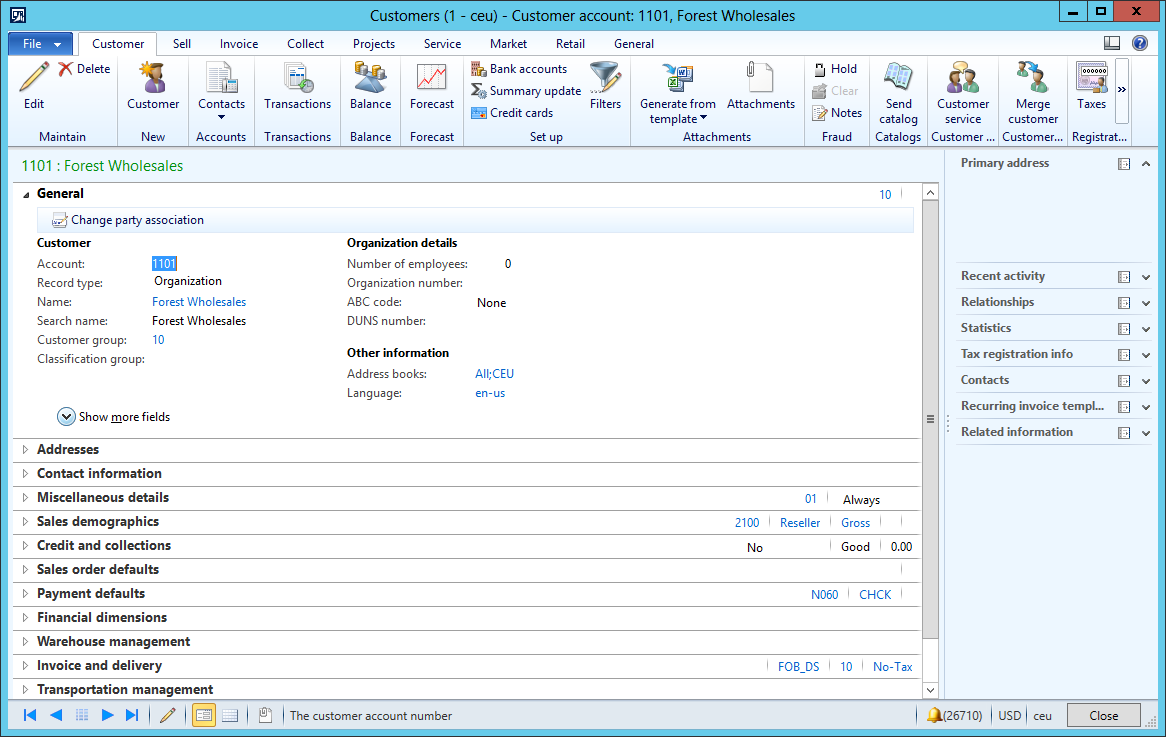 Customers (1 - ceu) - Customer account: 1101, Forest Wholesales
File Customer Sell Invoice Collect Projects Service Market Retail General
Edit
Delete
Maintain
Customer
New
Contacts
Accounts
Transactions
Transactions
Balance
Balance
Forecast
Forecast
Bank accounts
Summary update
Credit cards
Filters
Set up
Generate from
template
Attachments
Attachments
Hold
Clear
Notes
Fraud
Send
catalog
Catalogs
Customer
service
Customer ...
Merge
customer
Customer...
Taxes
Registrat...
»
1101 : Forest Wholesales
General 10
Change party association
Customer
Account: 1101
Record type: Organization
Name: Forest Wholesales
Search name: Forest Wholesales
Customer group: 10
Classification group:
Organization details
Number of employees: 0
Organization number:
ABC code: None
DUNS number:
Other information
Address books: All;CEU
Language: en-us
Show more fields
Addresses
Contact information
Miscellaneous details 01 Always
Sales demographics 2100 Reseller Gross
Credit and collections No Good 0.00
Sales order defaults
Payment defaults N060 CHCK
Financial dimensions
Warehouse management
Invoice and delivery FOB_DS 10 No-Tax
Transportation management
Primary address
Recent activity
Relationships
Statistics
Tax registration info
Contacts
Recurring invoice templ...
Related information
The customer account number (26710) USD ceu Close